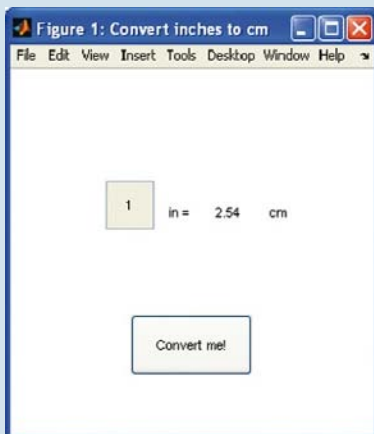 Figure 1: Convert inches to cm
File Edit View Insert Tools Desktop Window Help
1 in = 2.54 cm
Convert me!